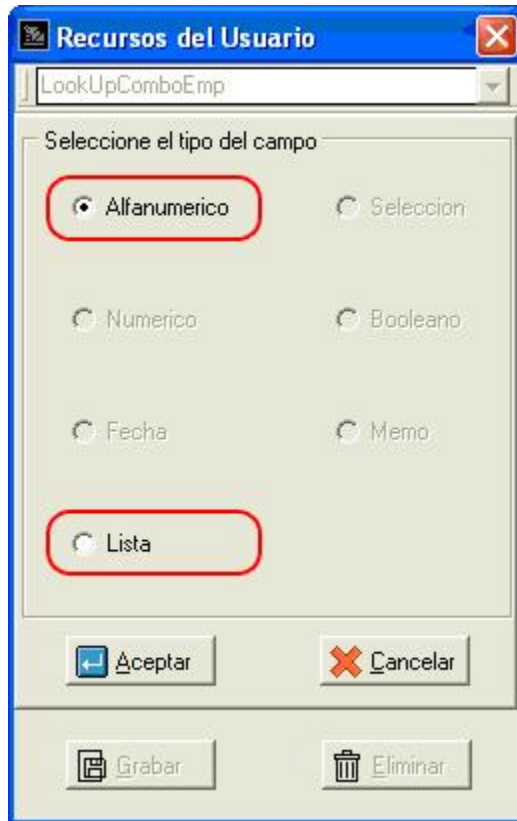 Recursos del Usuario
LookUpComboEmp
Seleccione el tipo del campo
Alfanumerico
Seleccion
Numerico
Booleano
Fecha
Memo
Lista
Aceptar
Cancelar
Grabar
Eliminar